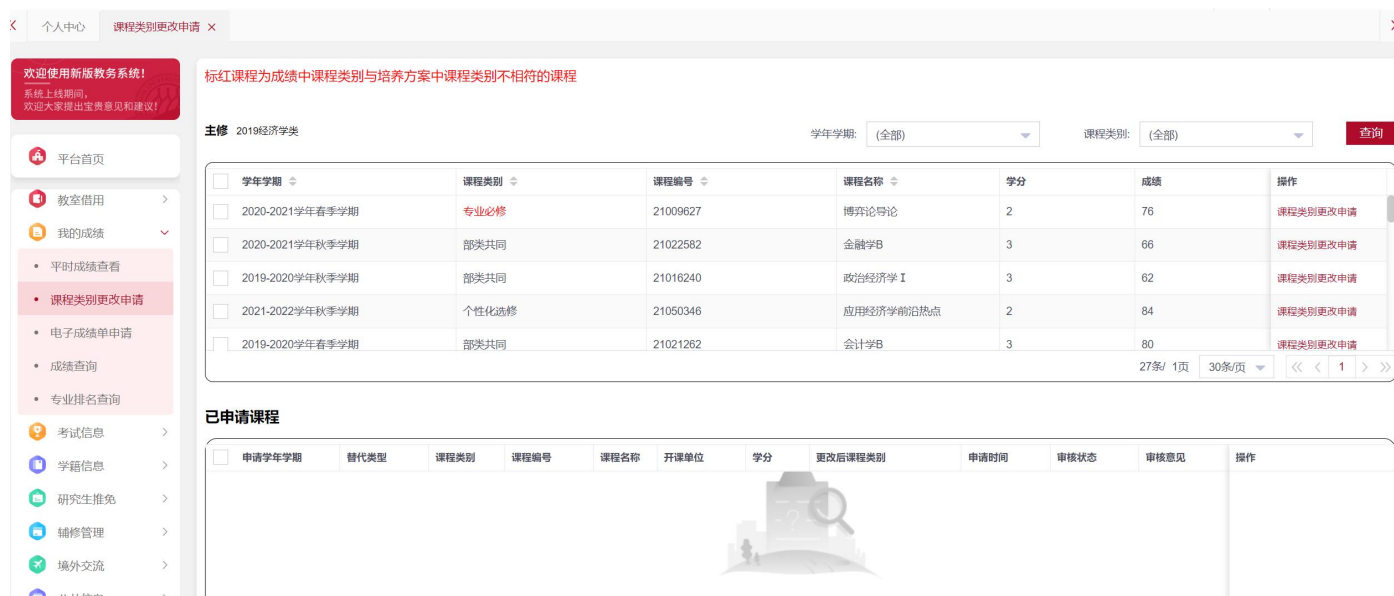 个人中心 课程类别更改申请 ×
欢迎使用新版教务系统!
系统上线期间,
欢迎大家提出宝贵意见和建议!
平台首页
教室借用
我的成绩
平时成绩查看
课程类别更改申请
电子成绩单申请
成绩查询
专业排名查询
考试信息
学籍信息
研究生推免
辅修管理
境外交流
标红课程为成绩中课程类别与培养方案中课程类别不相符的课程
主修 2019经济学类 学年学期: (全部) 课程类别: (全部) 查询
学年学期 课程类别 课程编号 课程名称 学分 成绩 操作
2020-2021学年春季学期 专业必修 21009627 博弈论导论 2 76 课程类别更改申请
2020-2021学年秋季学期 部类共同 21022582 金融学B 3 66 课程类别更改申请
2019-2020学年秋季学期 部类共同 21016240 政治经济学 I 3 62 课程类别更改申请
2021-2022学年秋季学期 个性化选修 21050346 应用经济学前沿热点 2 84 课程类别更改申请
2019-2020学年春季学期 部类共同 21021262 会计学B 3 80 课程类别更改申请
27条/ 1页 30条/页 1
已申请课程
申请学年学期 替代类型 课程类别 课程编号 课程名称 开课单位 学分 更改后课程类别 申请时间 审核状态 审核意见 操作